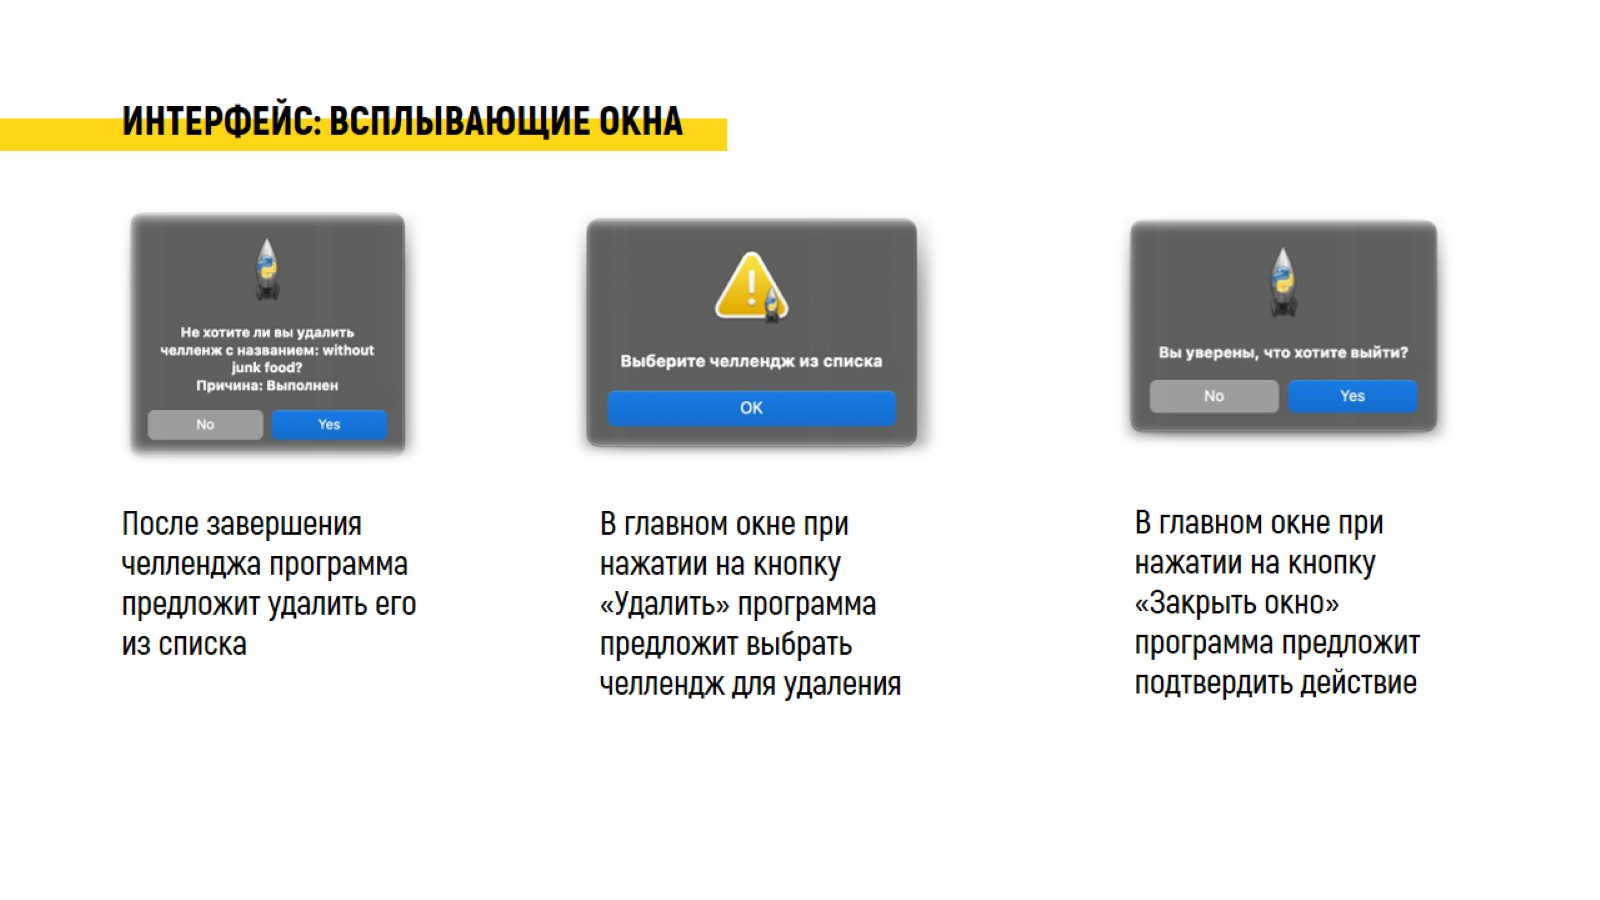 ИНТЕРФЕЙС: ВСПЛЫВАЮЩИЕ ОКНА
Не хотите ли вы удалить
челленж с названием: without
junk food?
Причина: Выполнен
No
Yes
После завершения
челленджа программа
предложит удалить его
из списка
Выберите челлендж из списка
OK
В главном окне при
нажатии на кнопку
«Удалить» программа
предложит выбрать
челлендж для удаления
Вы уверены, что хотите выйти?
No
Yes
В главном окне при
нажатии на кнопку
«Закрыть окно»
программа предложит
подтвердить действие